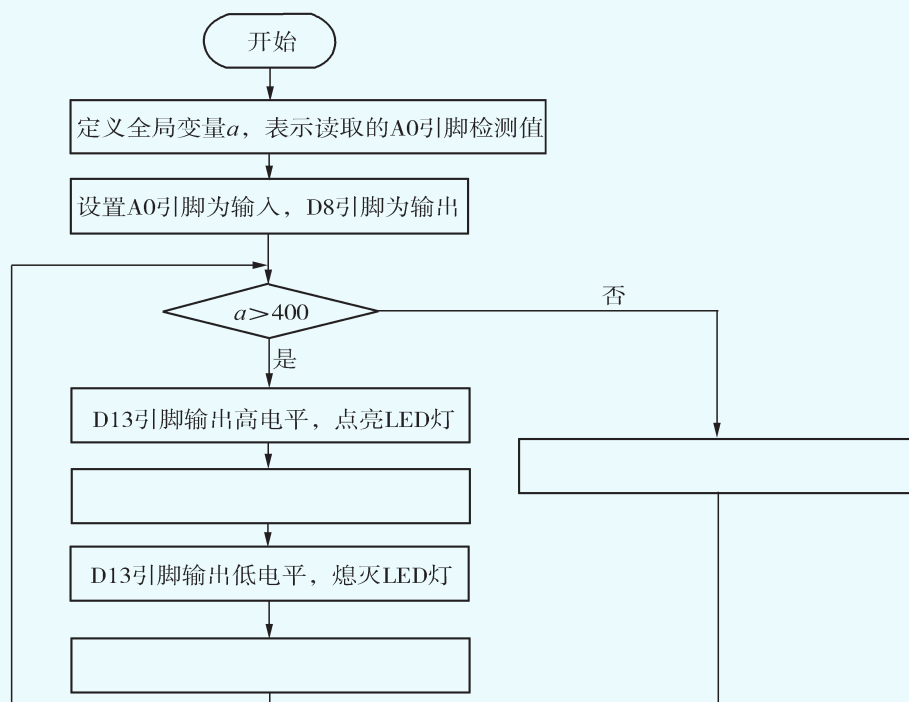 开始
定义全局变量a，表示读取的A0引脚检测值
设置A0引脚为输入，D8引脚为输出
a>400
否
是
D13引脚输出高电平，点亮LED灯
D13引脚输出低电平，熄灭LED灯